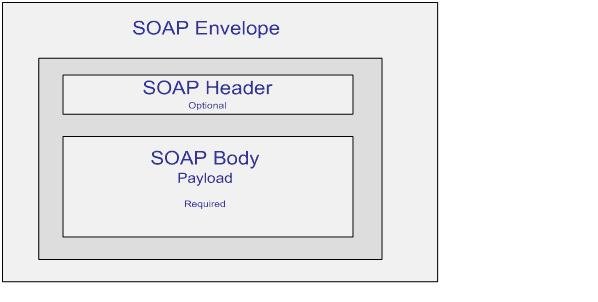 SOAP Envelope
SOAP Header
Optional
SOAP Body
Payload
Required